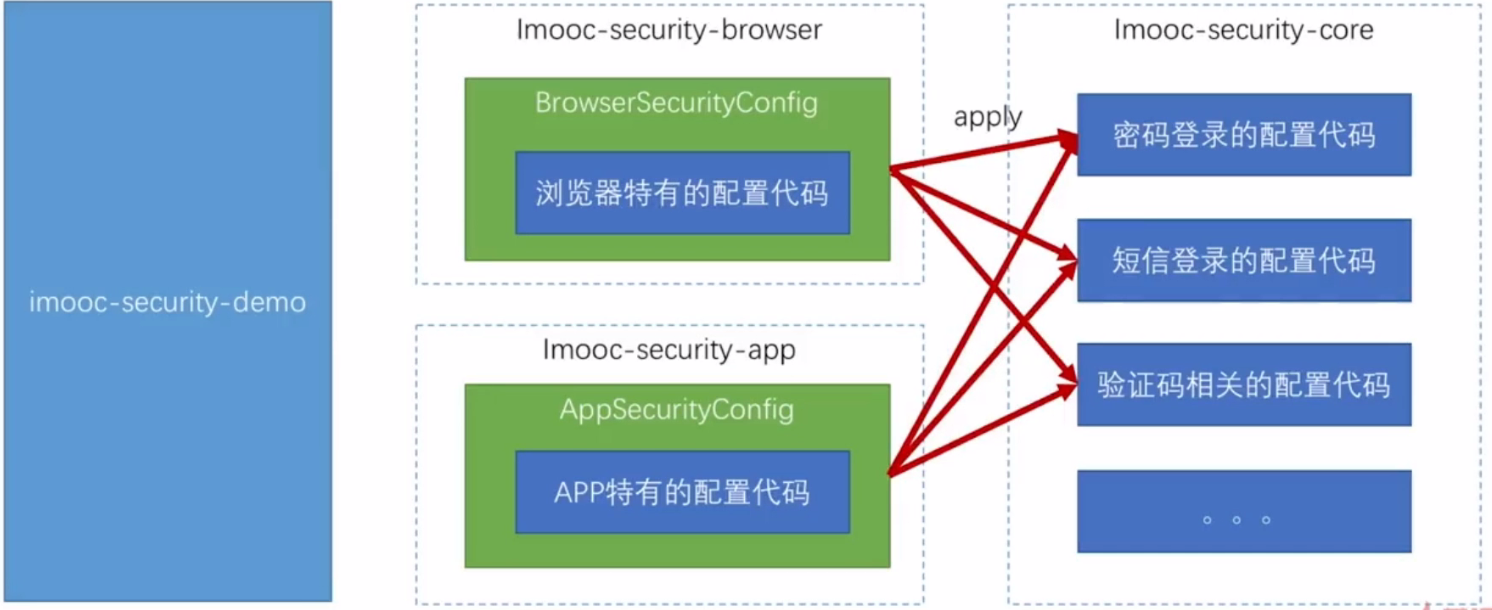 imooc-security-demo
Imooc-security-browser
BrowserSecurityConfig
浏览器特有的配置代码
Imooc-security-app
AppSecurityConfig
APP特有的配置代码
apply
Imooc-security-core
密码登录的配置代码
短信登录的配置代码
验证码相关的配置代码
。。。